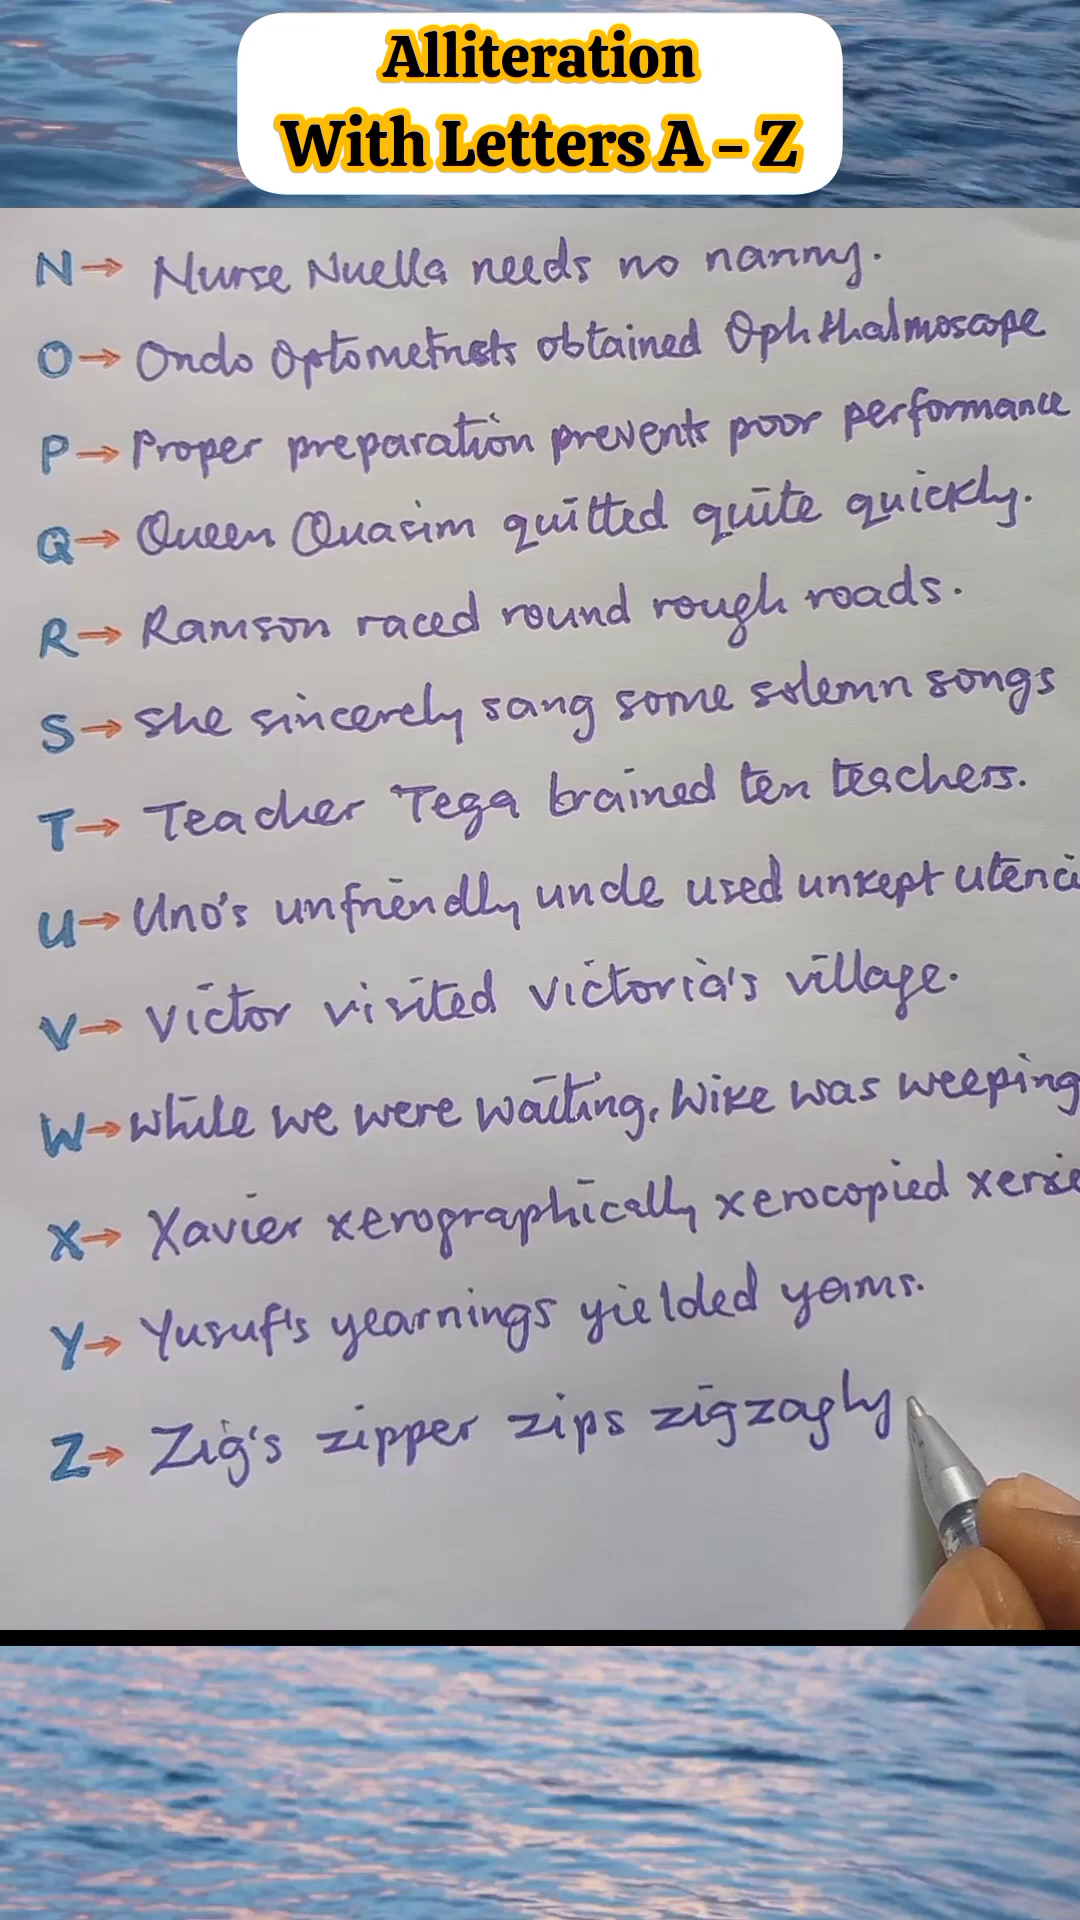 Alliteration
With Letters A - Z
N→ Nurse Nuella needs no nanny.
O→ Ondo Optometrists obtained Ophthalmoscope
P→ Proper preparation prevents poor performance
Q→ Queen Quasim quitted quite quickly.
R→ Ramson raced round rough roads.
S→ She sincerely sang some solemn songs
T→ Teacher Tega trained ten teachers.
U→ Uno's unfriendly uncle used unkept utenci
V→ Victor visited Victoria's village.
W→ While we were waiting, Wike was weeping
X→ Xavier xerographically xerocopied
Y→ Yusuf's yearnings yielded yams.
Z→ Zig's zipper zips zigzagly